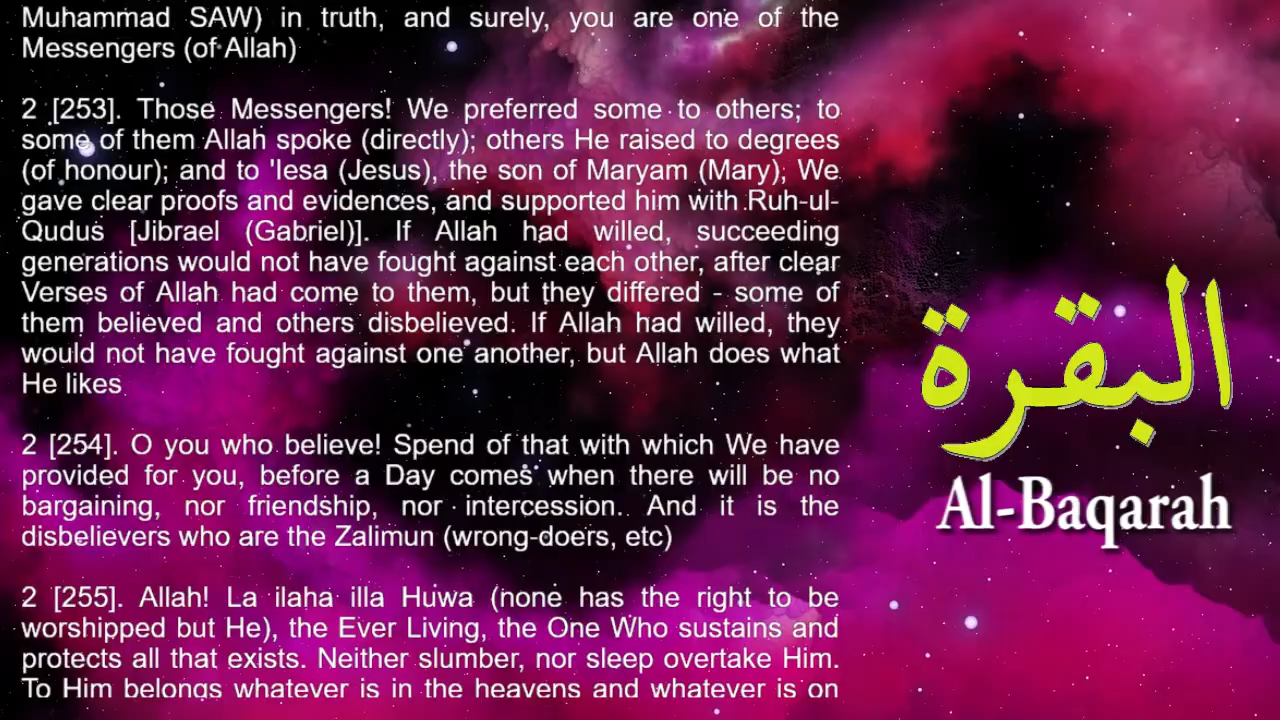 Muhammad SAW) in truth, and surely, you are one of the
Messengers (of Allah)
2 [253]. Those Messengers! We preferred some to others; to
some of them Allah spoke (directly); others He raised to degrees
(of honour); and to 'Iesa (Jesus), the son of Maryam (Mary), We
gave clear proofs and evidences, and supported him with Ruh-ul-
Qudus [Jibrael (Gabriel)]. If Allah had willed, succeeding
generations would not have fought against each other, after clear
Verses of Allah had come to them, but they differed - some of
them believed and others disbelieved. If Allah had willed, they
would not have fought against one another, but Allah does what
He likes
2 [254]. O you who believe! Spend of that with which We have
provided for you, before a Day comes when there will be no
bargaining, nor friendship, nor intercession. And it is the
disbelievers who are the Zalimun (wrong-doers, etc)
2 [255]. Allah! La ilaha illa Huwa (none has the right to be
worshipped but He), the Ever Living, the One Who sustains and
protects all that exists. Neither slumber, nor sleep overtake Him.
To Him belongs whatever is in the heavens and whatever is on
البقرة
Al-Baqarah